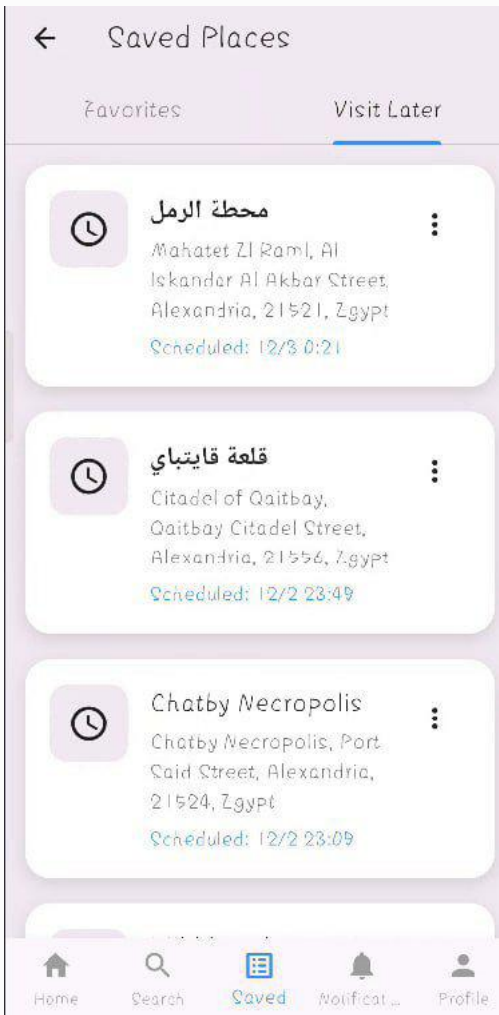 Saved Places
Favorites
Visit Later
محطة الرمل
Mahatet El Raml, Al
Iskandar Al Akbar Street,
Alexandria, 21521, Egypt
Scheduled: 12/3 0:21
قلعة قايتباي
Citadel of Qaitbay,
Qaitbay Citadel Street,
Alexandria, 21556, Egypt
Scheduled: 12/2 23:49
Chatby Necropolis
Chatby Necropolis, Port
Said Street, Alexandria,
21524, Egypt
Scheduled: 12/2 23:09
Home
Search
Saved
Notificat...
Profile